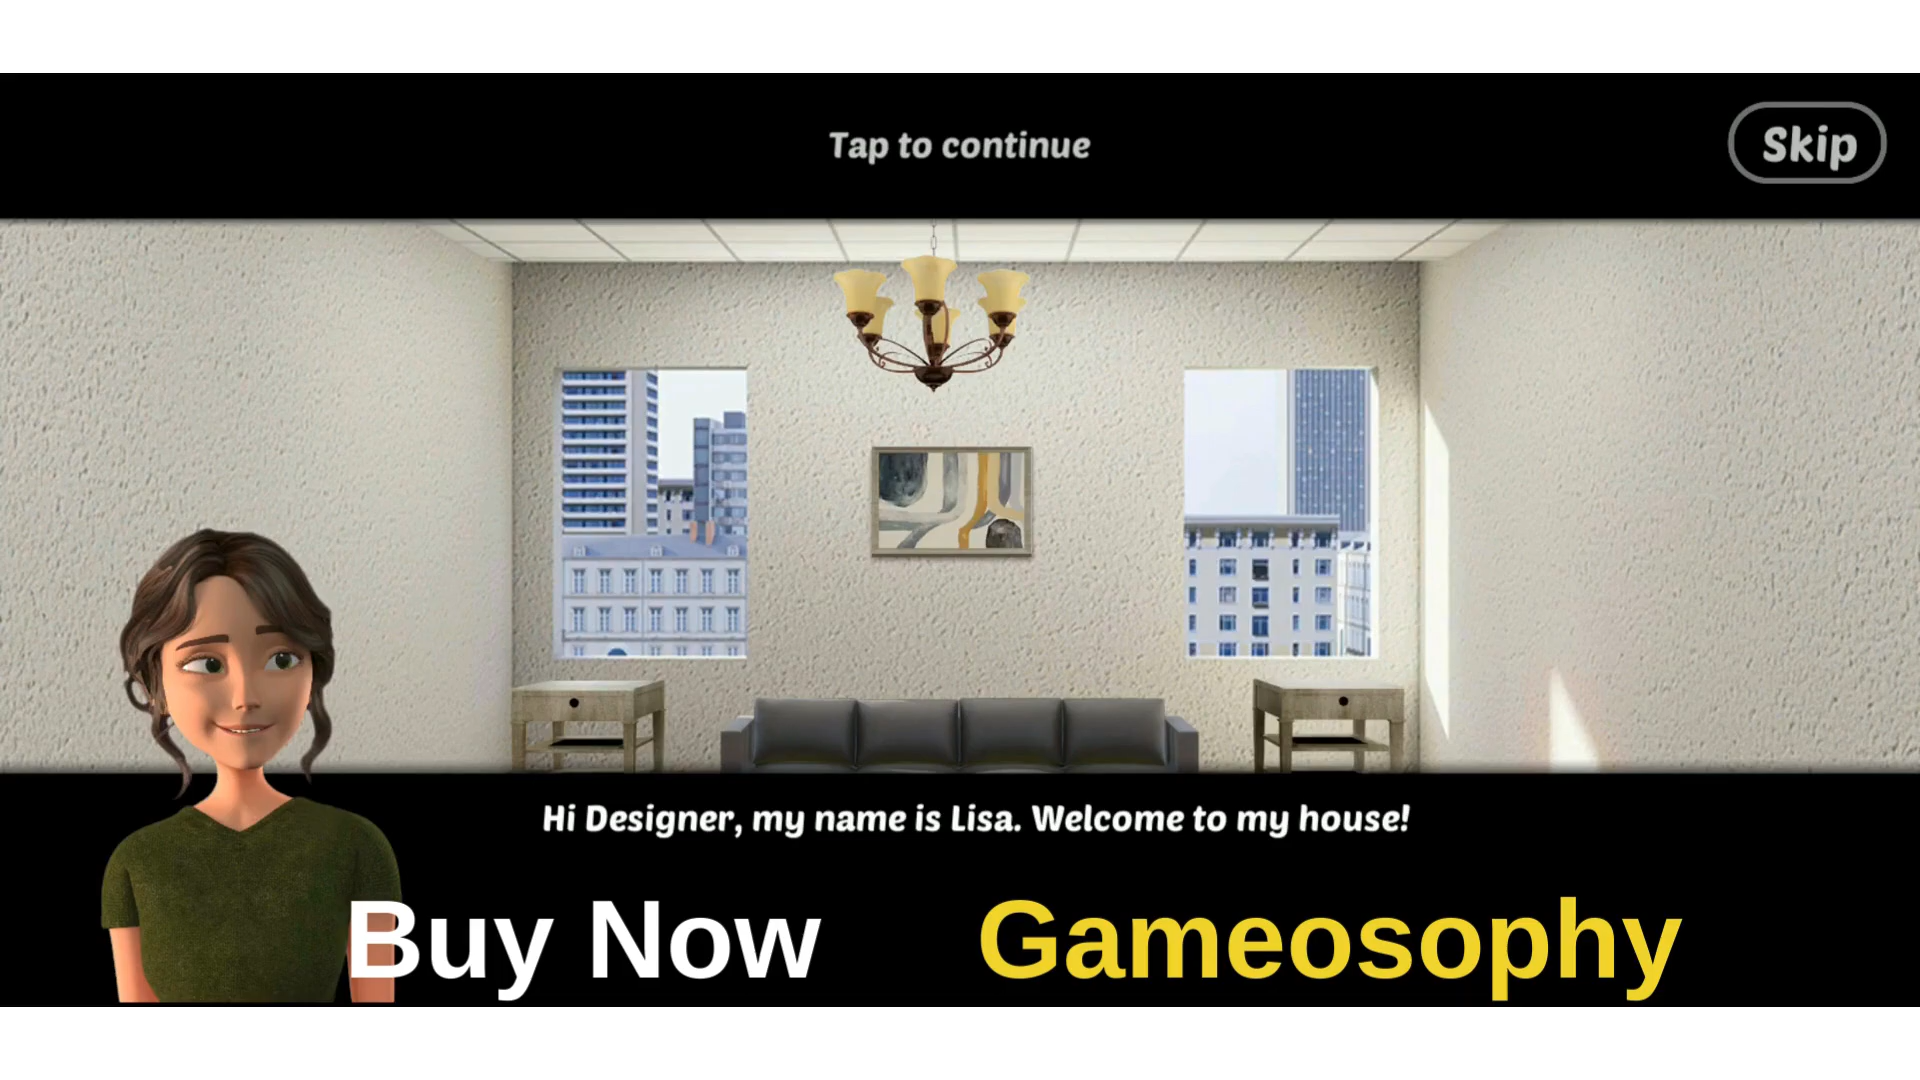 Tap to continue
Skip
Hi Designer, my name is Lisa. Welcome to my house!
Buy Now Gameosophy